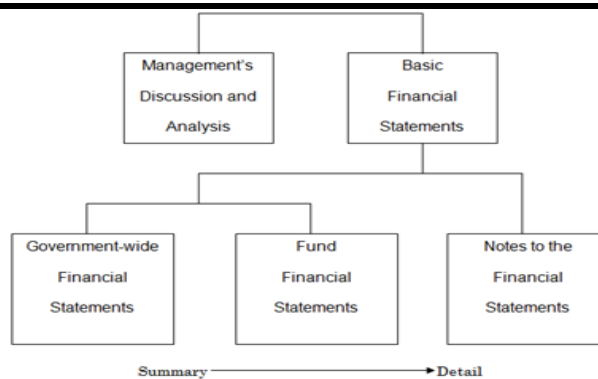 Management's
Discussion and
Analysis
Basic
Financial
Statements
Government-wide
Financial
Statements
Fund
Financial
Statements
Notes to the
Financial
Statements
Summary
Detail